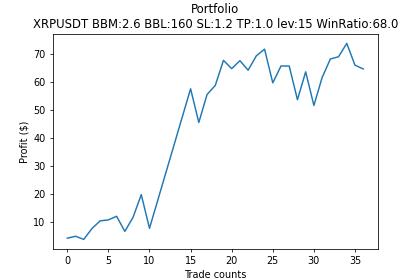 Portfolio
XRPUSDT BBM:2.6 BBL:160 SL:1.2 TP:1.0 lev:15 WinRatio:68.0
Profit ($)
70
60
50
40
30
20
10
0 5 10 15 20 25 30 35
Trade counts